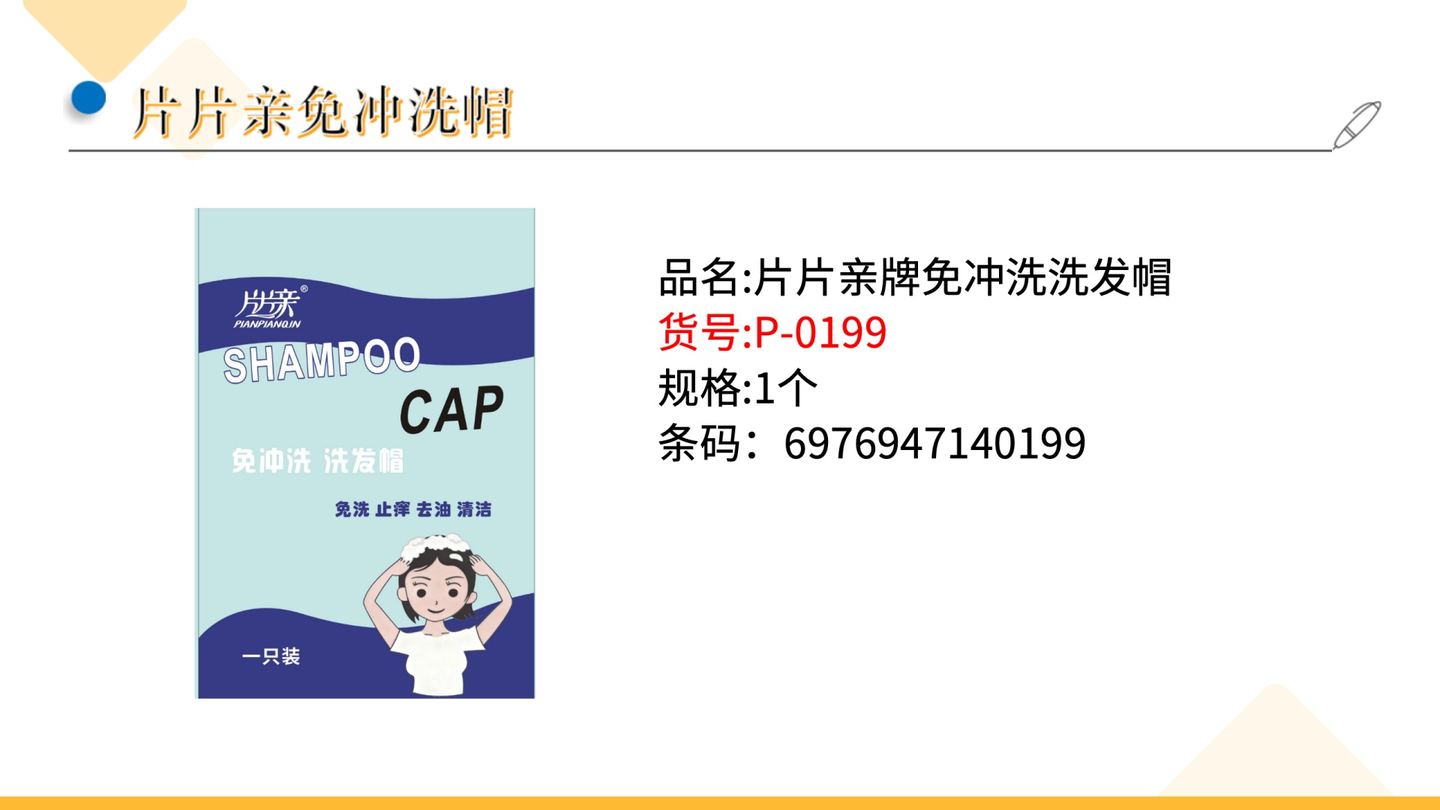 片片亲免冲洗帽
片片亲®
PIANPIANQIN
SHAMPOO
CAP
免冲洗 洗发帽
免洗 止痒 去油 清洁
一只装
品名:片片亲牌免冲洗洗发帽
货号:P-0199
规格:1个
条码：6976947140199